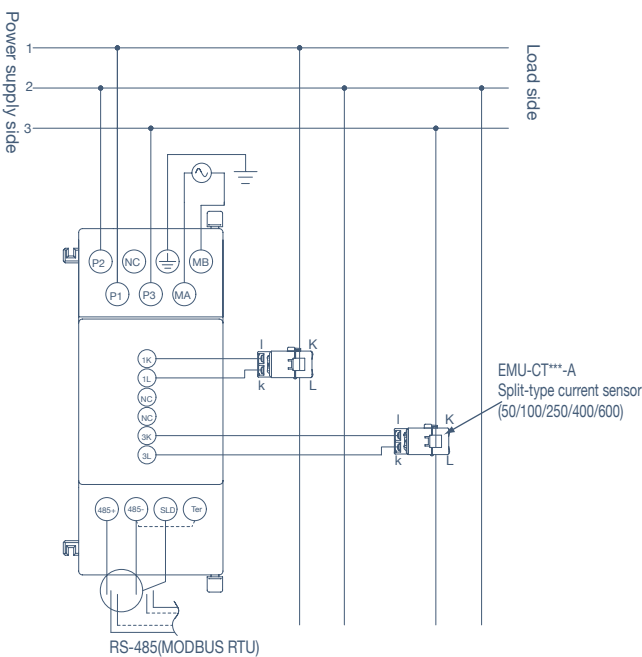 Power supply side
Load side
1
2
3
P2
NC
MB
P1
P3
MA
1K
1L
NC
NC
3K
3L
l
K
k
L
l
K
k
L
EMU-CT***-A
Split-type current sensor
(50/100/250/400/600)
485+
485-
SLD
Ter
RS-485(MODBUS RTU)